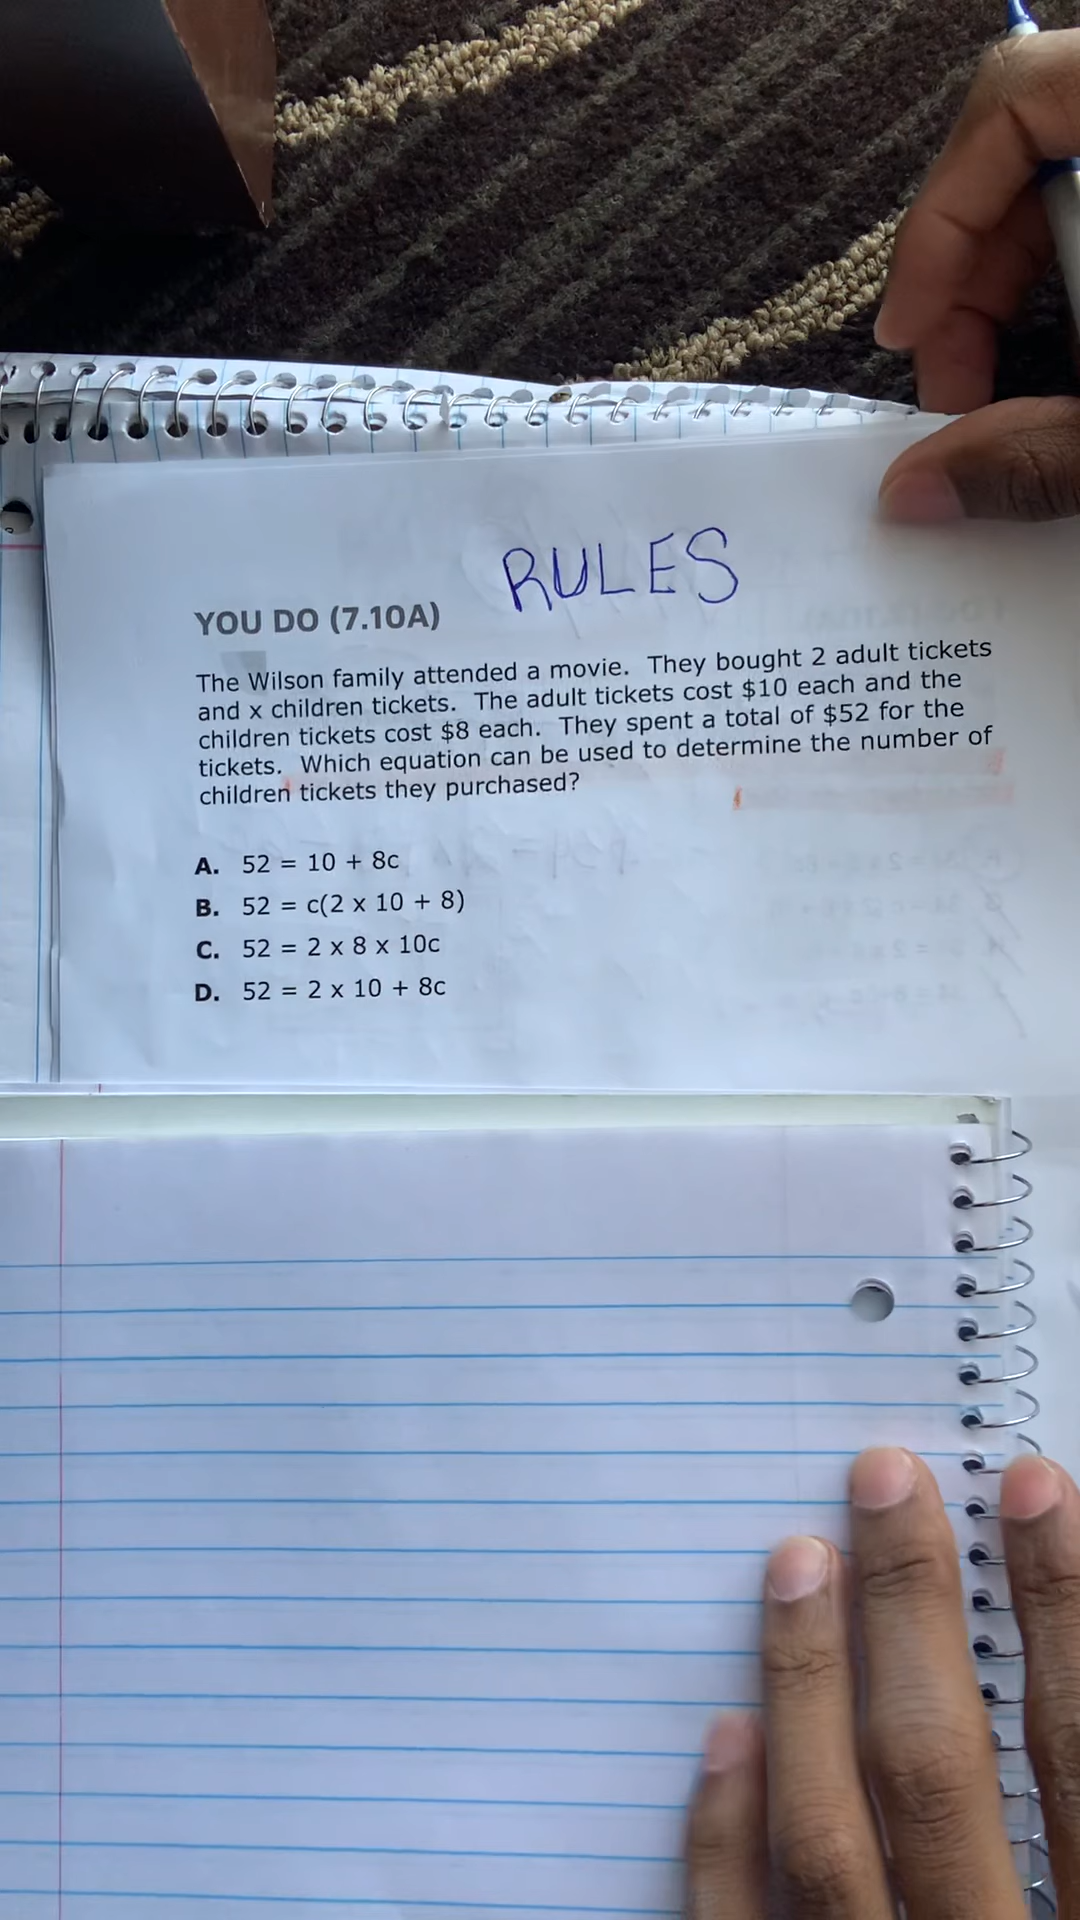 RULES
YOU DO (7.10A)
The Wilson family attended a movie. They bought 2 adult tickets
and x children tickets. The adult tickets cost $10 each and the
children tickets cost $8 each. They spent a total of $52 for the
tickets. Which equation can be used to determine the number of
children tickets they purchased?
A. 52 = 10 + 8c
B. 52 = c(2 x 10 + 8)
C. 52 = 2 x 8 x 10c
D. 52 = 2 x 10 + 8c